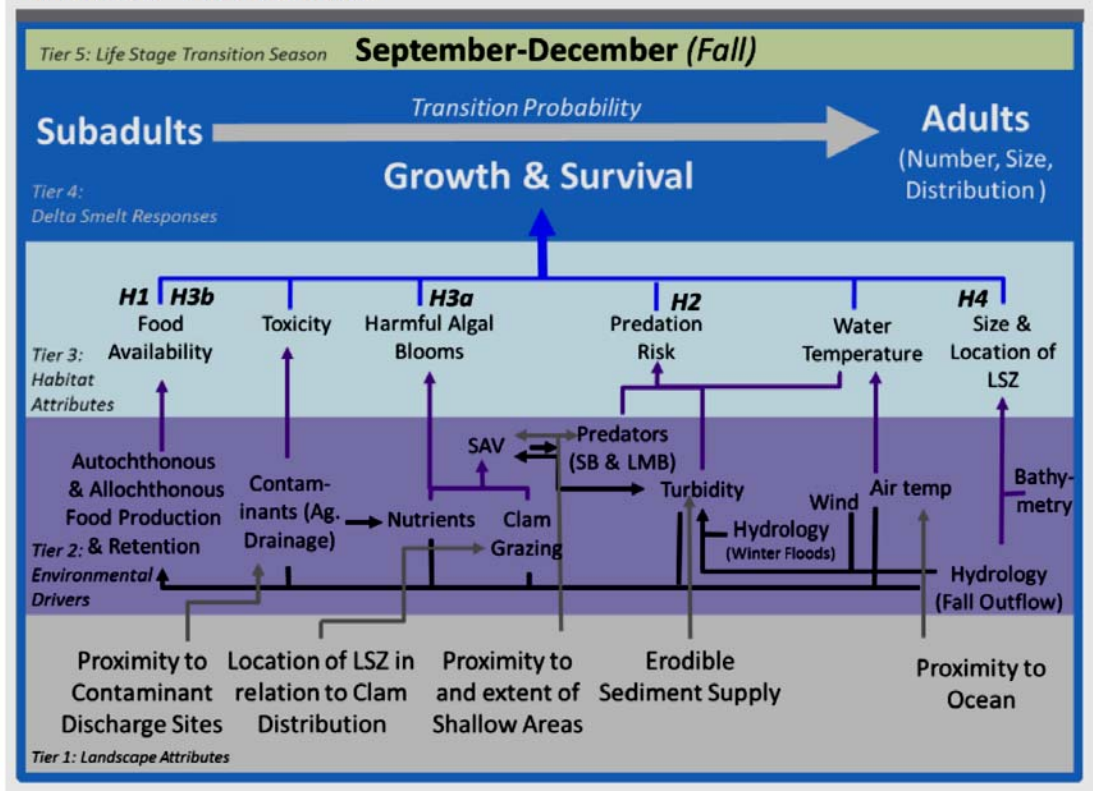 Tier 5: Life Stage Transition Season September-December (Fall)
Transition Probability
Subadults
Adults
(Number, Size,
Distribution )
Growth & Survival
Tier 4:
Delta Smelt Responses
H1 H3b
Food
Availability
Toxicity
H3a
Harmful Algal
Blooms
H2
Predation
Risk
Water
Temperature
H4
Size &
Location of
LSZ
Tier 3:
Habitat
Attributes
Autochthonous
& Allochthonous
Food Production
& Retention
Contam-
inants (Ag.
Drainage)
Nutrients
SAV
Clam
Grazing
Predators
(SB & LMB)
Turbidity
Hydrology
(Winter Floods)
Wind
Air temp
Bathy-
metry
Hydrology
(Fall Outflow)
Tier 2:
Environmental
Drivers
Proximity to
Contaminant
Discharge Sites
Location of LSZ in
relation to Clam
Distribution
Proximity to
and extent of
Shallow Areas
Erodible
Sediment Supply
Proximity to
Ocean
Tier 1: Landscape Attributes